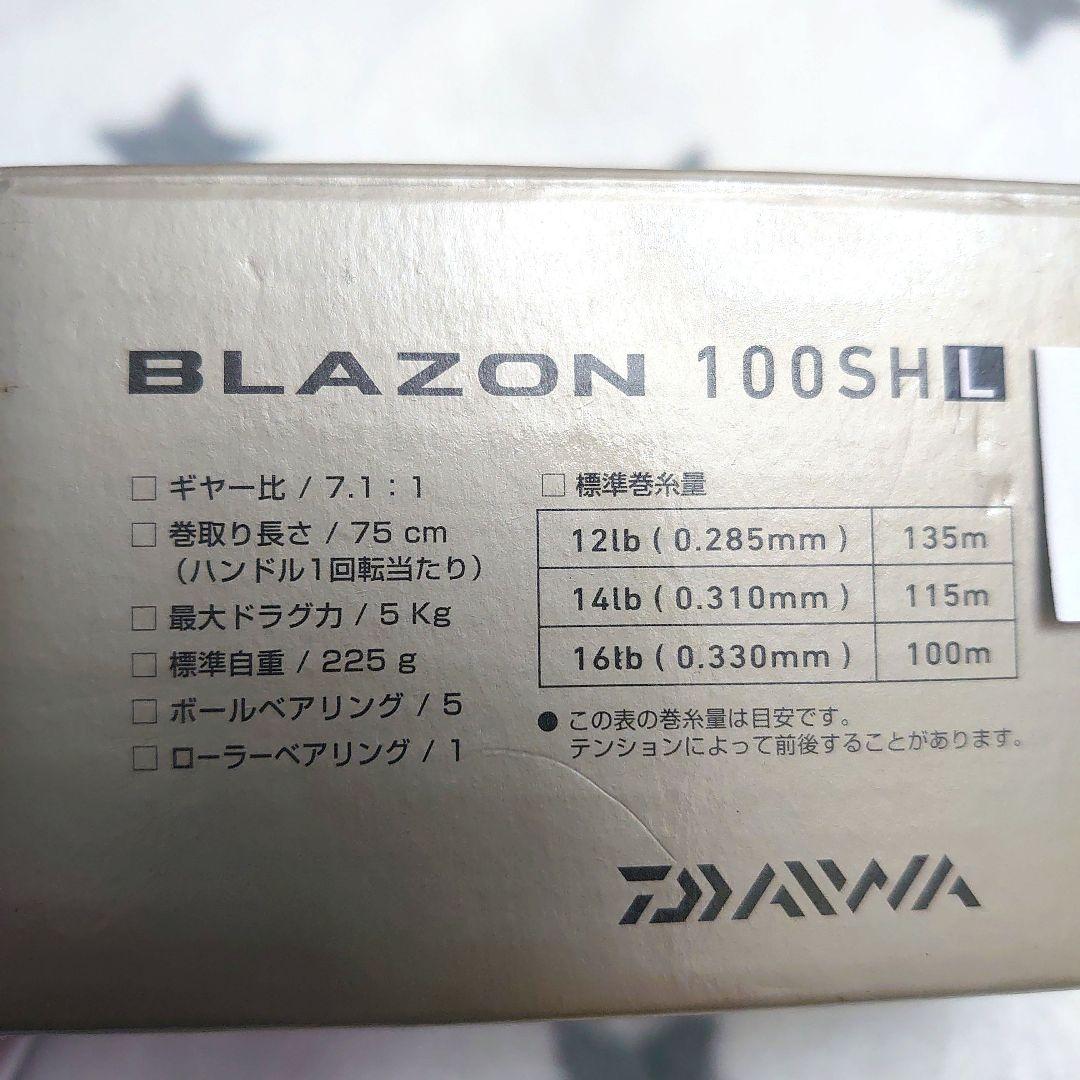 BLAZON 100SH L
□ ギヤー比 / 7.1 : 1
□ 巻取り長さ / 75 cm
（ハンドル1回転当たり）
□ 最大ドラグ力 / 5 Kg
□ 標準自重 / 225 g
□ ボールベアリング / 5
□ ローラーベアリング / 1
□ 標準巻糸量
12lb ( 0.285mm ) 135m
14lb ( 0.310mm ) 115m
16lb ( 0.330mm ) 100m
● この表の巻糸量は目安です。
テンションによって前後することがあります。
DAIWA